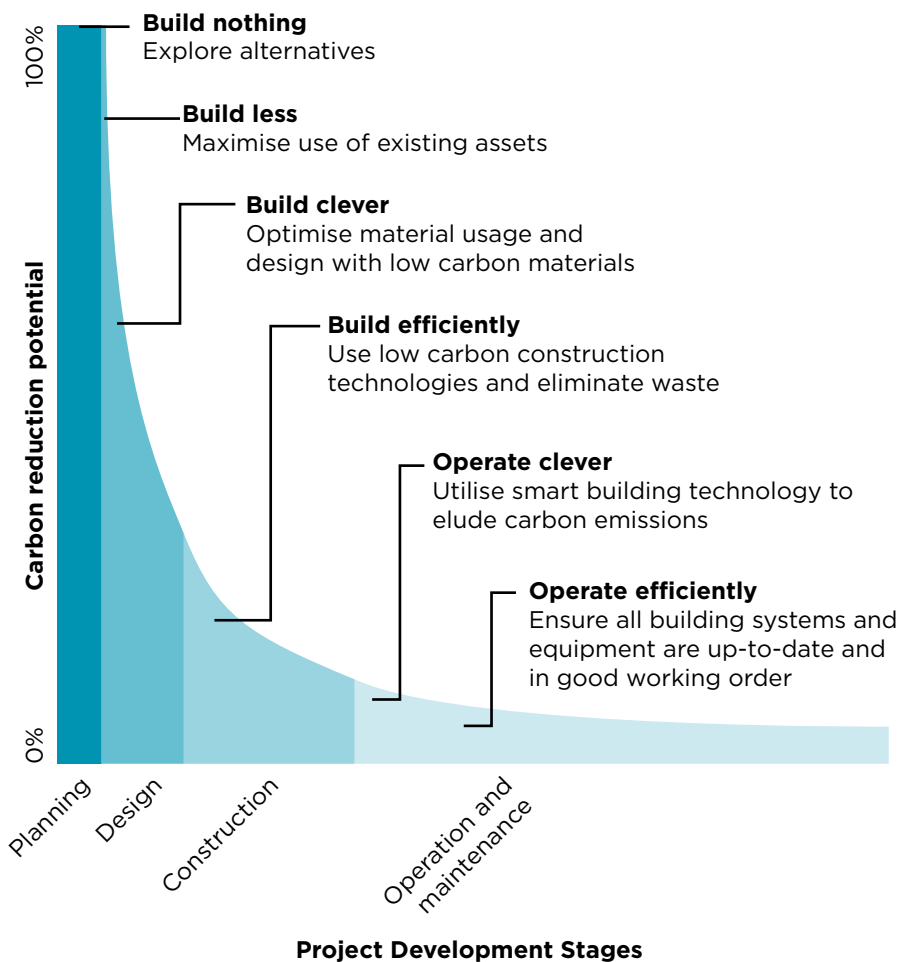 Build nothing
Explore alternatives
Build less
Maximise use of existing assets
Build clever
Optimise material usage and
design with low carbon materials
Build efficiently
Use low carbon construction
technologies and eliminate waste
Operate clever
Utilise smart building technology to
elude carbon emissions
Operate efficiently
Ensure all building systems and
equipment are up-to-date and
in good working order
100%
Carbon reduction potential
0%
Planning
Design
Construction
Operation and
maintenance
Project Development Stages